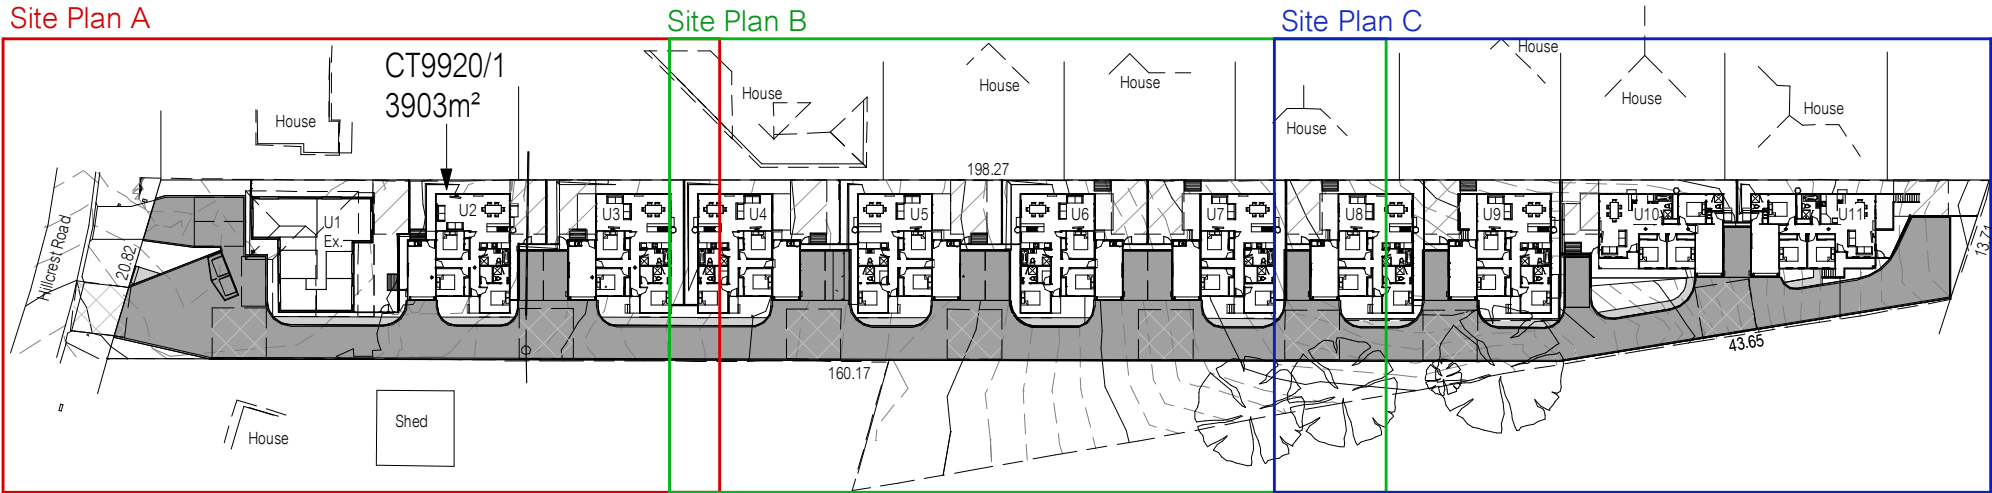 Site Plan A
Site Plan B
Site Plan C
CT9920/1
3903m²
House
House
House
House
House
House
House
House
198.27
Hillcrest Road
20.82
U1
Ex.
U2
U3
U4
U5
U6
U7
U8
U9
U10
U11
13.71
160.17
43.65
House
Shed